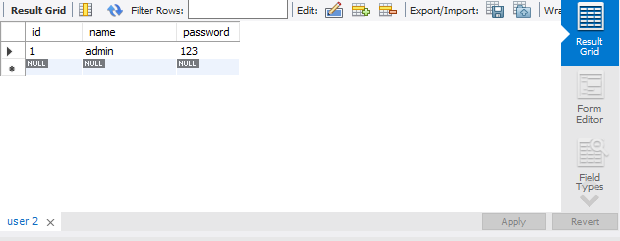 Result Grid Filter Rows: Edit: Export/Import: Wra
id name password
1 admin 123
NULL NULL NULL
Result Grid
Form Editor
Field Types
user 2 Apply Revert